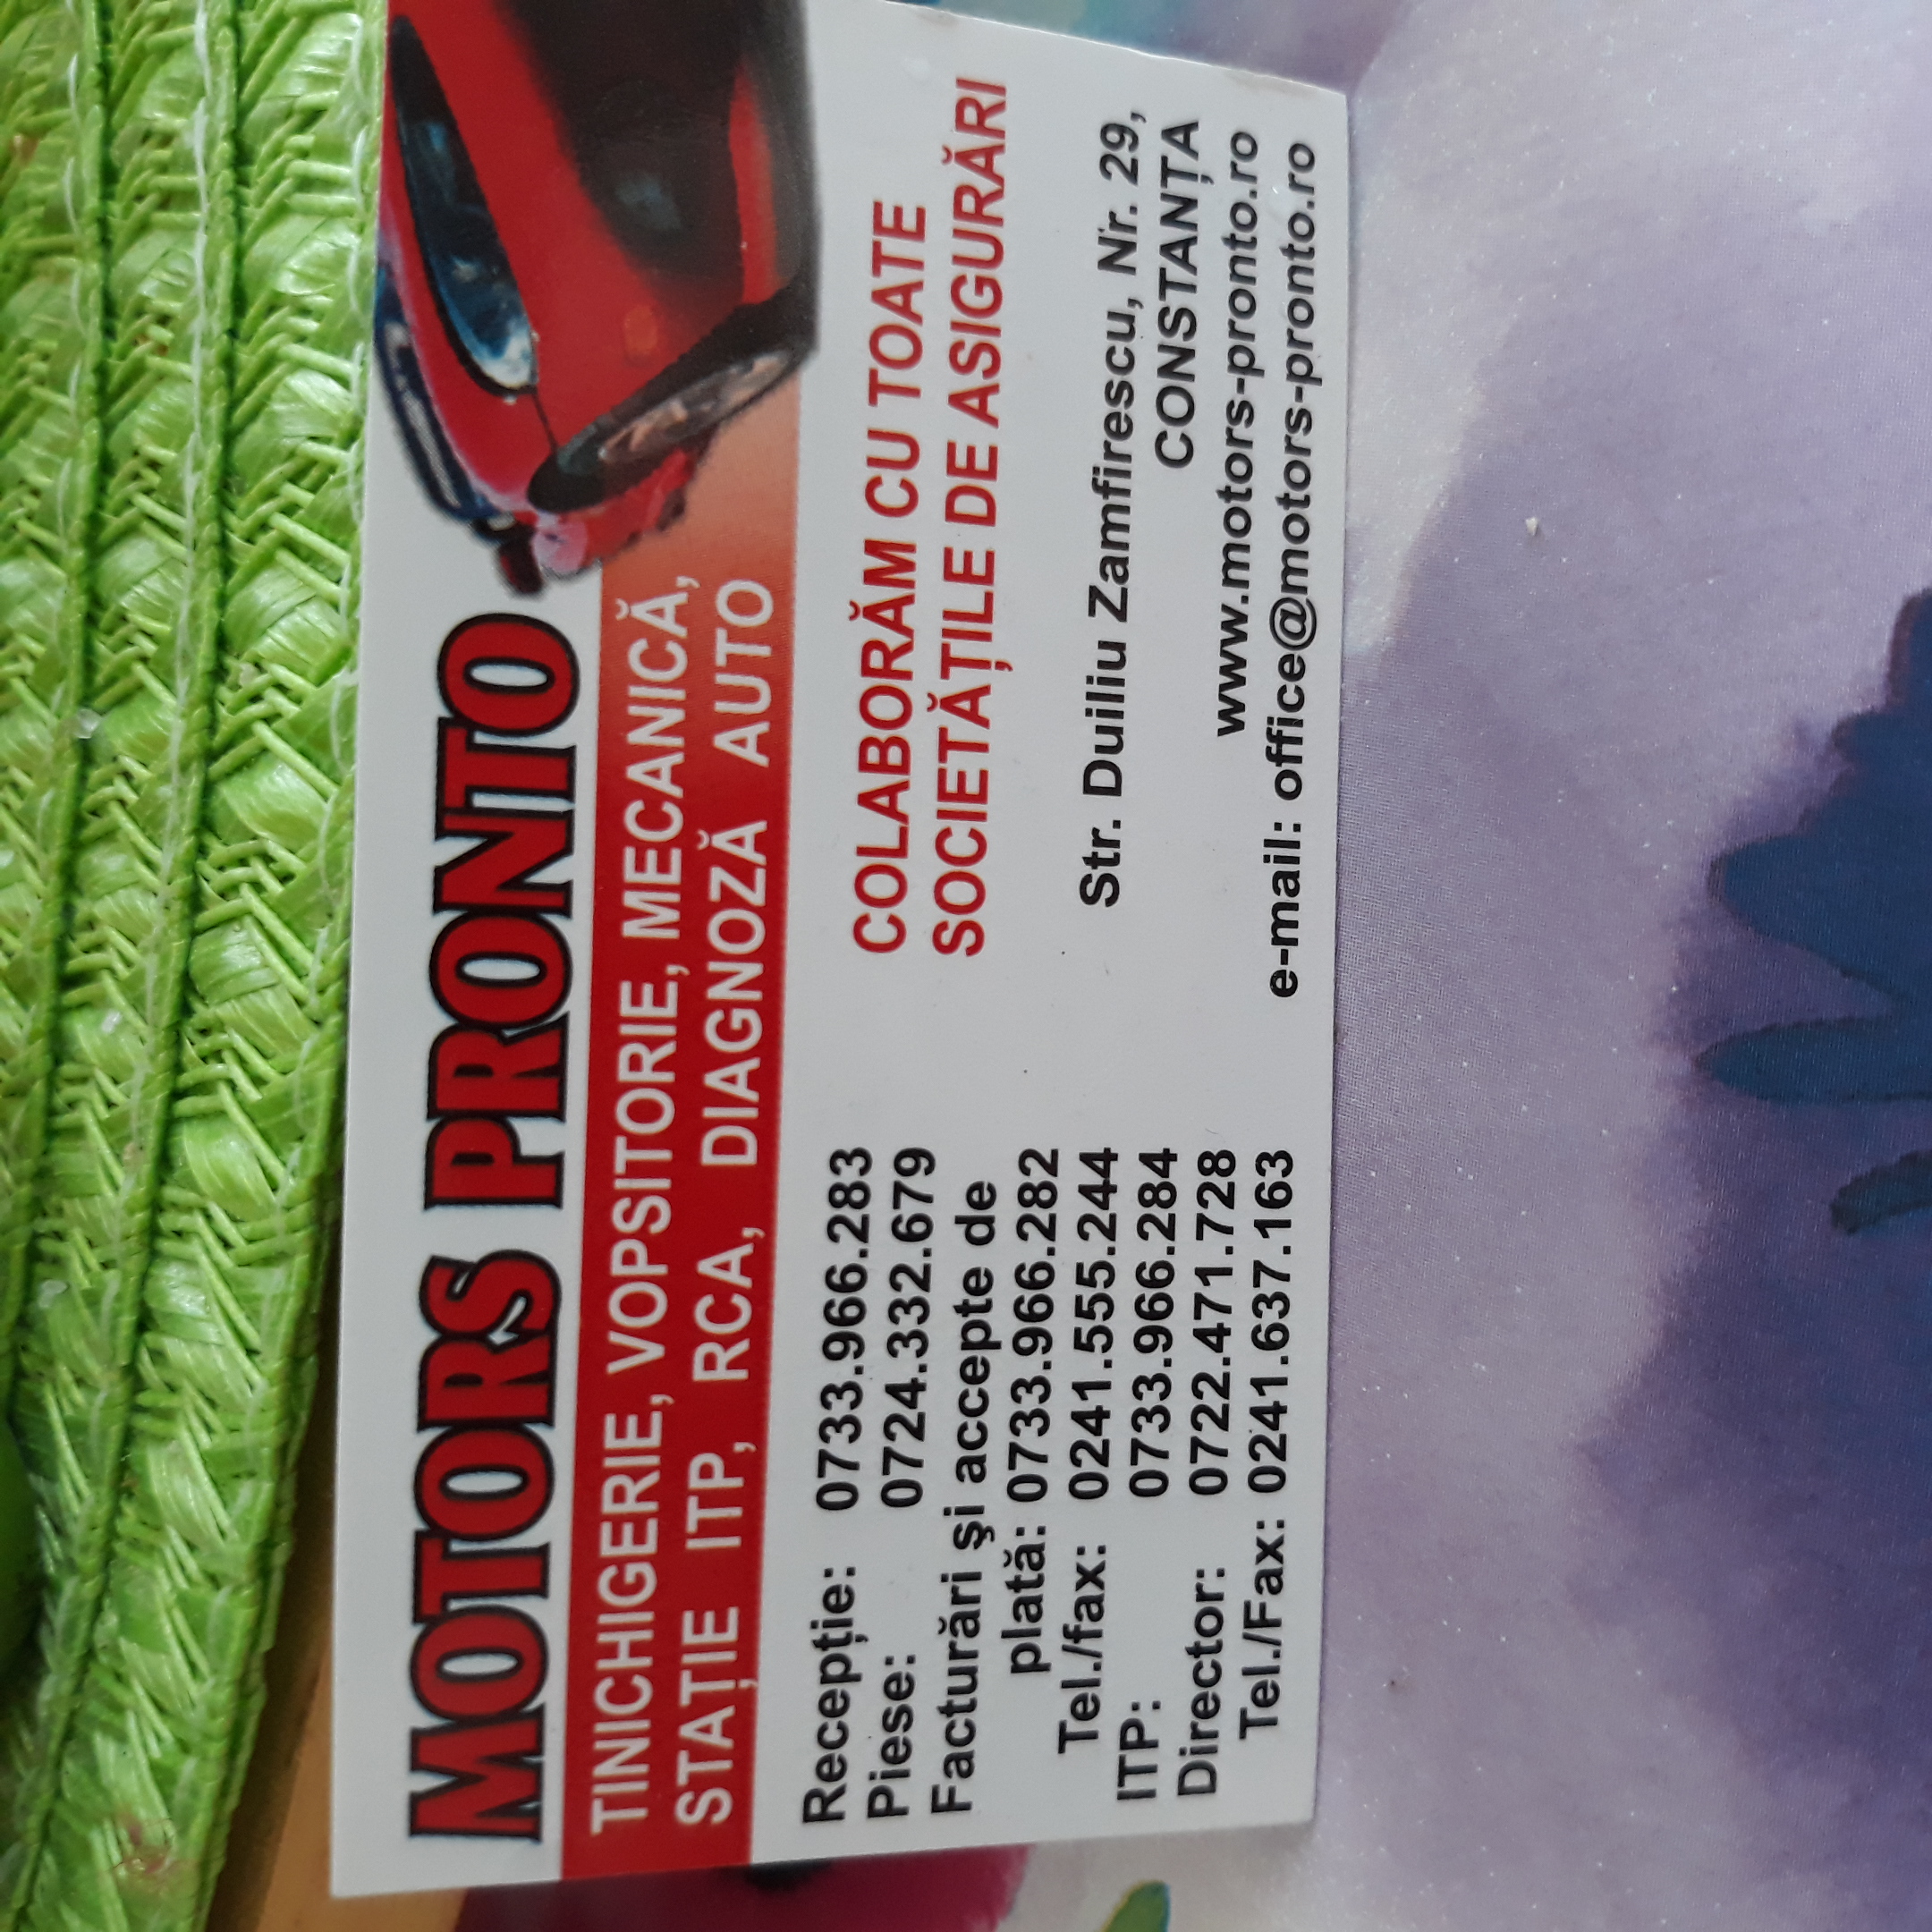 MOTORS PRONTO
TINICHIGERIE, VOPSITORIE, MECANICĂ,
STAȚIE ITP, RCA, DIAGNOZĂ AUTO
Recepție: 0733.966.283
Piese: 0724.332.679
Facturări şi accepte de
plată: 0733.966.282
Tel./fax: 0241.555.244
ITP: 0733.966.284
Director: 0722.471.728
Tel./Fax: 0241.637.163
COLABORĂM CU TOATE
SOCIETĂȚILE DE ASIGURĂRI
Str. Duiliu Zamfirescu, Nr. 29,
CONSTANȚA
www.motors-pronto.ro
e-mail: office@motors-pronto.ro